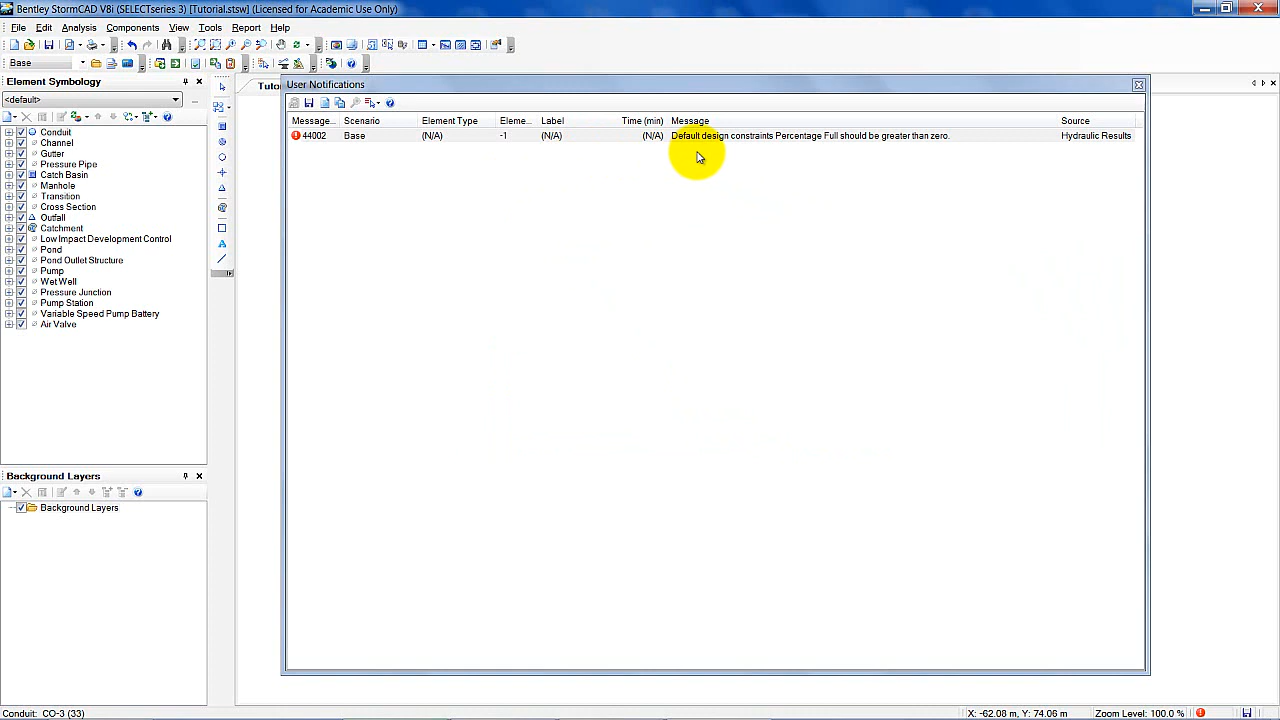 Bentley StormCAD V8i (SELECTseries 3) [Tutorial.stsw] (Licensed for Academic Use Only)
File Edit Analysis Components View Tools Report Help
Base
Element Symbology
<default>
Conduit
Channel
Gutter
Pressure Pipe
Catch Basin
Manhole
Transition
Cross Section
Outfall
Catchment
Low Impact Development Control
Pond
Pond Outlet Structure
Pump
Wet Well
Pressure Junction
Pump Station
Variable Speed Pump Battery
Air Valve
Background Layers
Background Layers
Tutor
User Notifications
Message... Scenario Element Type Eleme... Label Time (min) Message Source
44002 Base (N/A) -1 (N/A) (N/A) Default design constraints Percentage Full should be greater than zero. Hydraulic Results
Conduit: CO-3 (33)
X: -62.08 m, Y: 74.06 m Zoom Level: 100.0 %